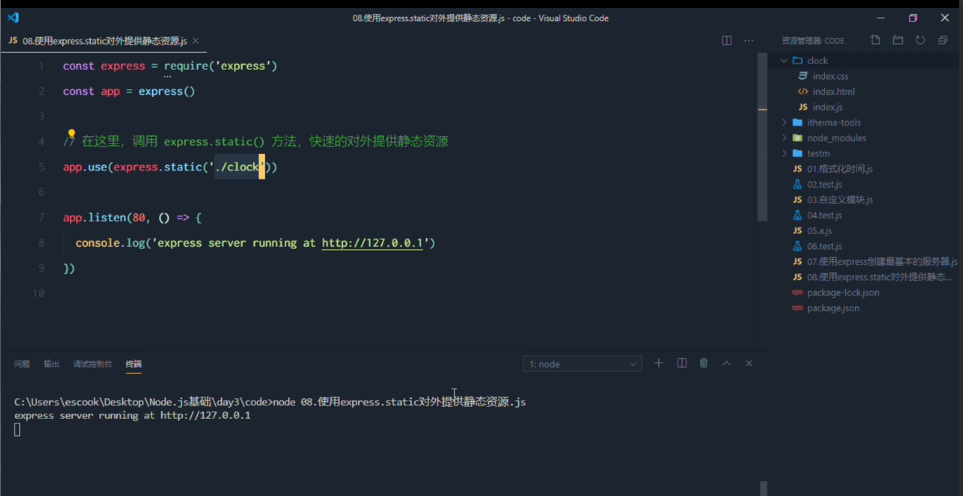 08.使用express.static对外提供静态资源.js - code - Visual Studio Code
JS 08.使用express.static对外提供静态资源.js
1 const express = require('express')
2 const app = express()
3
4 // 在这里，调用 express.static() 方法，快速的对外提供静态资源
5 app.use(express.static('./clock'))
6
7 app.listen(80, () => {
8 console.log('express server running at http://127.0.0.1')
9 })
10
资源管理器: CODE
clock
index.css
<> index.html
JS index.js
itheima-tools
node_modules
testm
JS 01.格式化时间.js
02.test.js
JS 03.自定义模块.js
04.test.js
JS 05.a.js
06.test.js
JS 07.使用express创建最基本的服务器.js
JS 08.使用express.static对外提供静态...
package-lock.json
package.json
问题 输出 调试控制台 终端
1: node
C:\Users\escook\Desktop\Node.js基础\day3\code>node 08.使用express.static对外提供静态资源.js
express server running at http://127.0.0.1